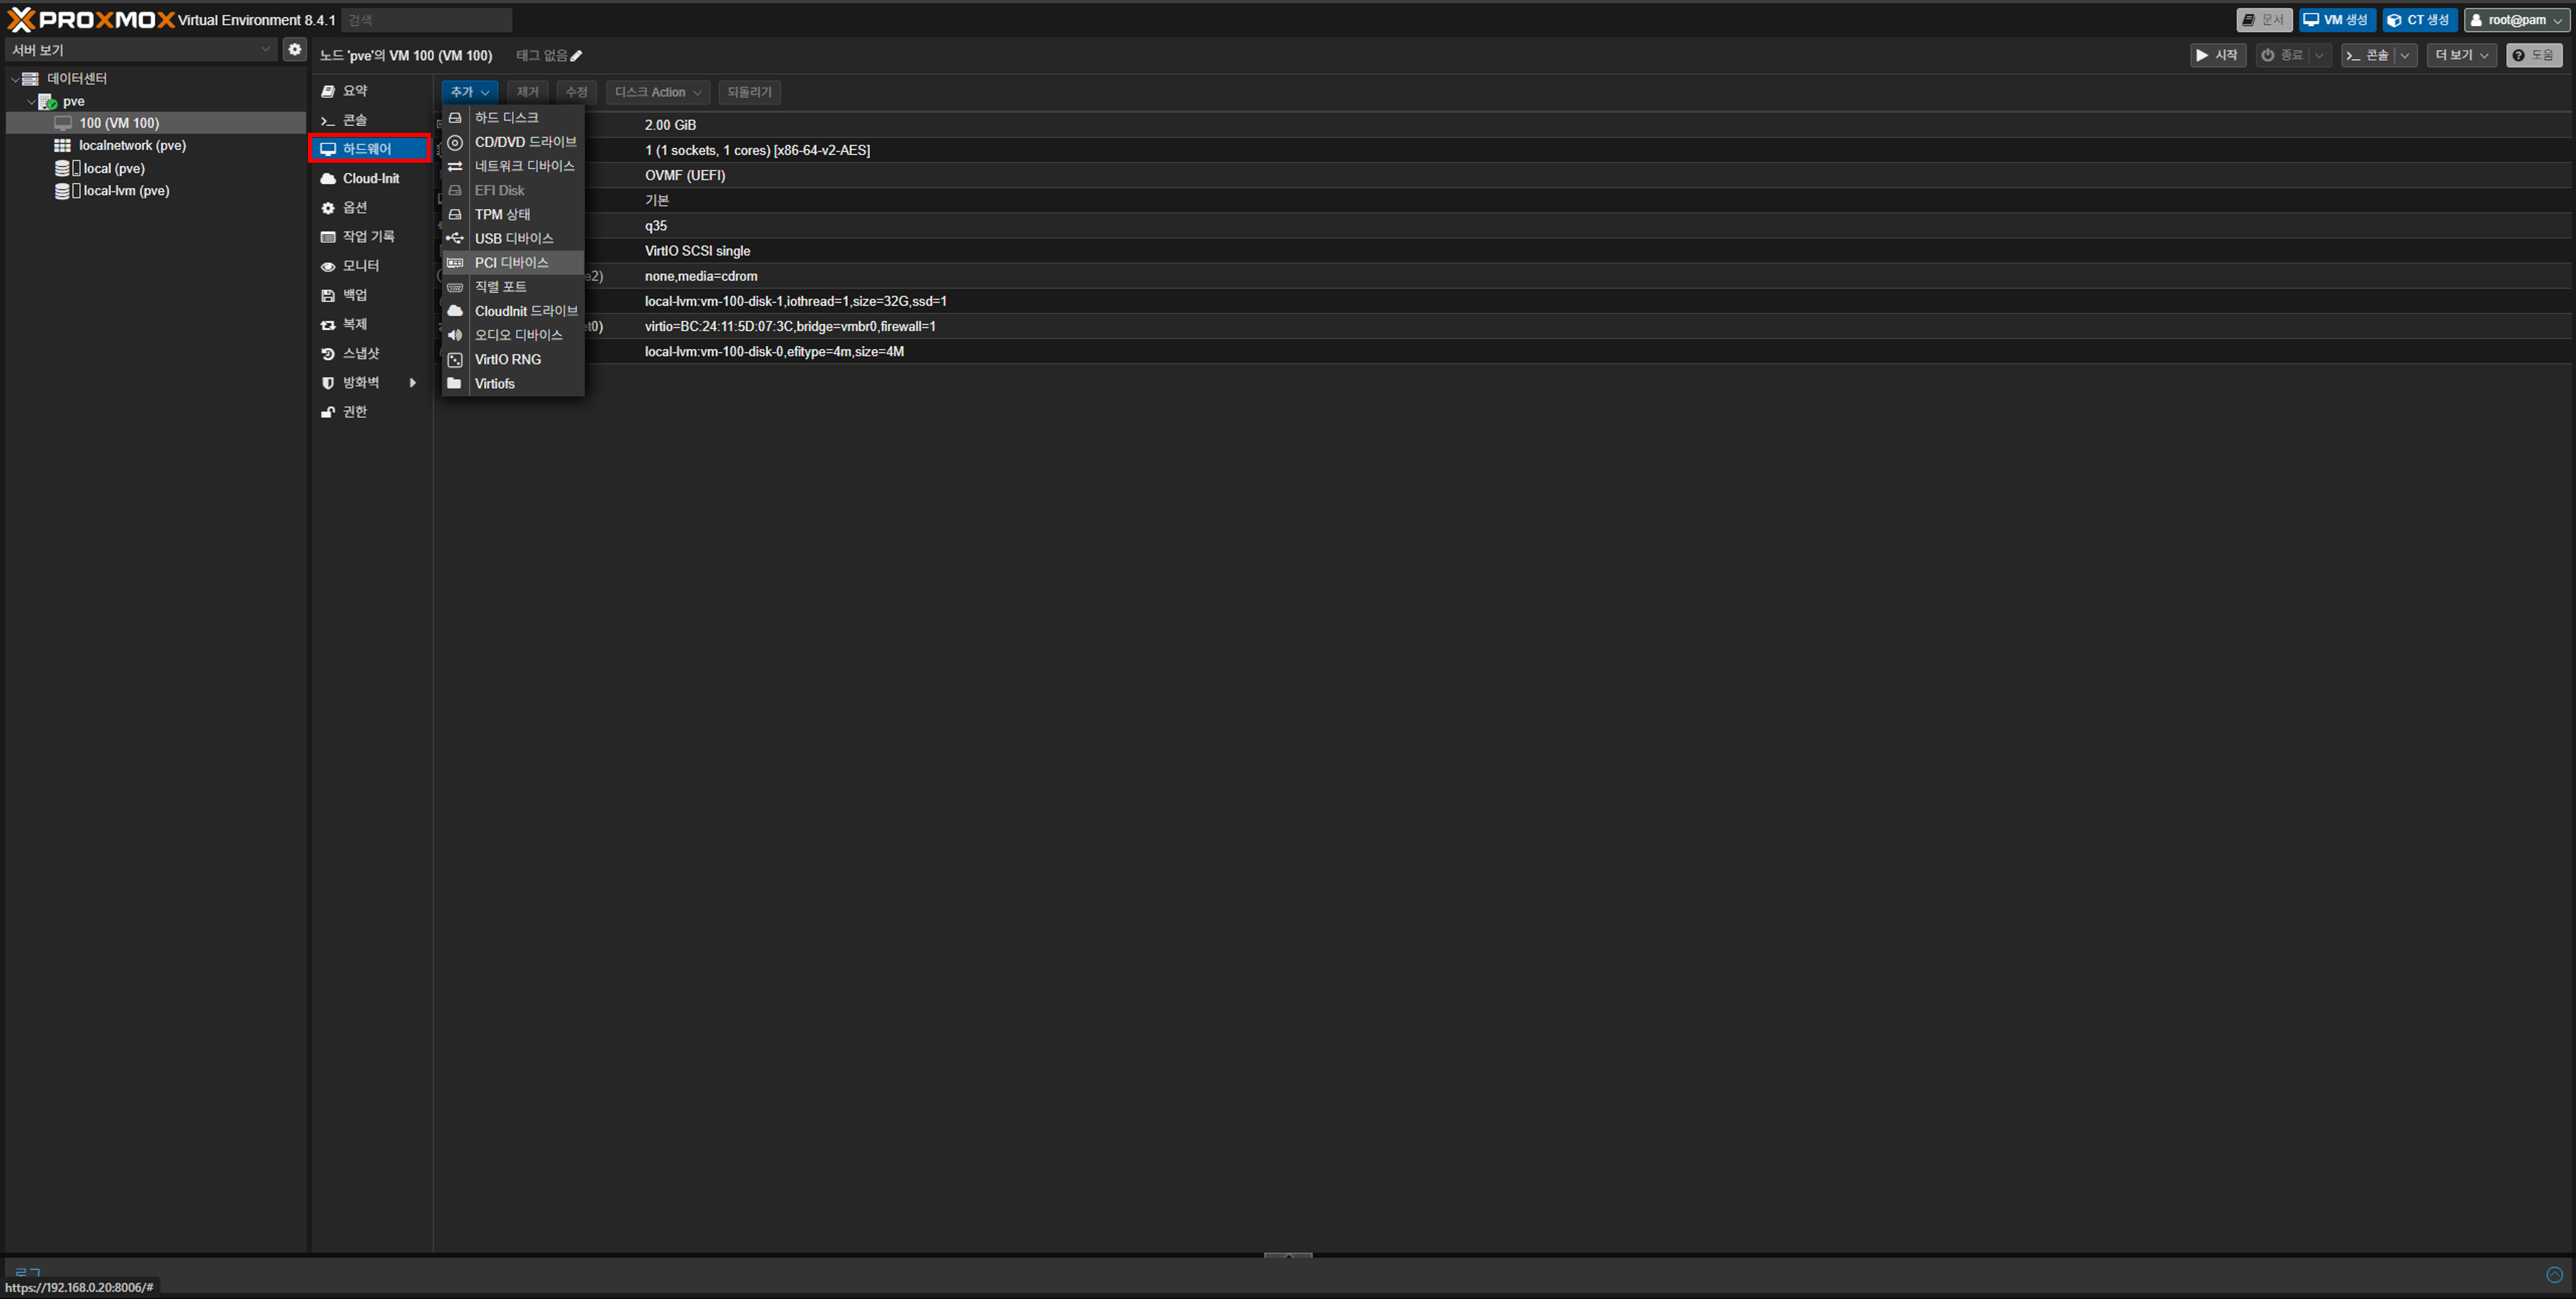 PROXMOX Virtual Environment 8.4.1 검색
문서 VM 생성 CT 생성 root@pam
서버 보기
노드 'pve'의 VM 100 (VM 100) 태그 없음
시작 종료 콘솔 더 보기 도움
데이터센터
pve
100 (VM 100)
localnetwork (pve)
local (pve)
local-lvm (pve)
요약
콘솔
하드웨어
Cloud-Init
옵션
작업 기록
모니터
백업
복제
스냅샷
방화벽
권한
추가 제거 수정 디스크 Action 되돌리기
하드 디스크
CD/DVD 드라이브
네트워크 디바이스
EFI Disk
TPM 상태
USB 디바이스
PCI 디바이스
직렬 포트
CloudInit 드라이브
오디오 디바이스
VirtIO RNG
Virtiofs
2.00 GiB
1 (1 sockets, 1 cores) [x86-64-v2-AES]
OVMF (UEFI)
기본
q35
VirtIO SCSI single
e2) none,media=cdrom
local-lvm:vm-100-disk-1,iothread=1,size=32G,ssd=1
et0) virtio=BC:24:11:5D:07:3C,bridge=vmbr0,firewall=1
local-lvm:vm-100-disk-0,efitype=4m,size=4M
로그
https://192.168.0.20:8006/#